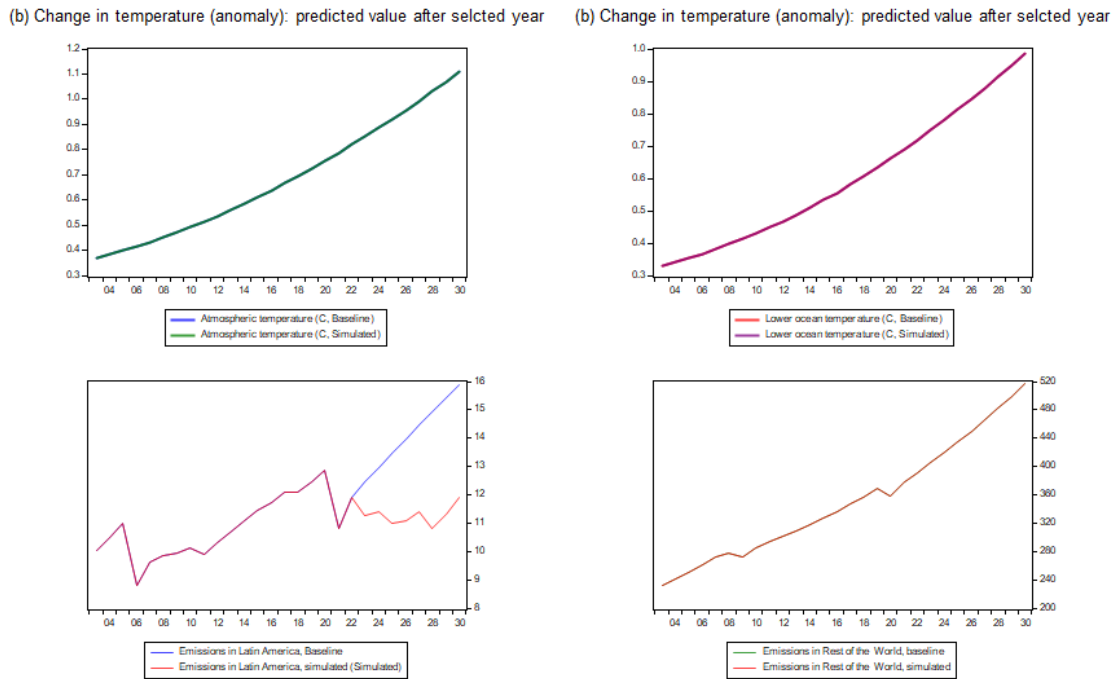 (b) Change in temperature (anomaly): predicted value after selcted year
(b) Change in temperature (anomaly): predicted value after selcted year
1.2
1.1
1.0
0.9
0.8
0.7
0.6
0.5
0.4
0.3
04 06 08 10 12 14 16 18 20 22 24 26 28 30
Atmospheric temperature (C, Baseline)
Atmospheric temperature (C, Simulated)
1.0
0.9
0.8
0.7
0.6
0.5
0.4
0.3
04 06 08 10 12 14 16 18 20 22 24 26 28 30
Lower ocean temperature (C, Baseline)
Lower ocean temperature (C, Simulated)
16
15
14
13
12
11
10
9
8
04 06 08 10 12 14 16 18 20 22 24 26 28 30
Emissions in Latin America, Baseline
Emissions in Latin America, simulated (Simulated)
520
480
440
400
360
320
280
240
200
04 06 08 10 12 14 16 18 20 22 24 26 28 30
Emissions in Rest of the World, baseline
Emissions in Rest of the World, simulated